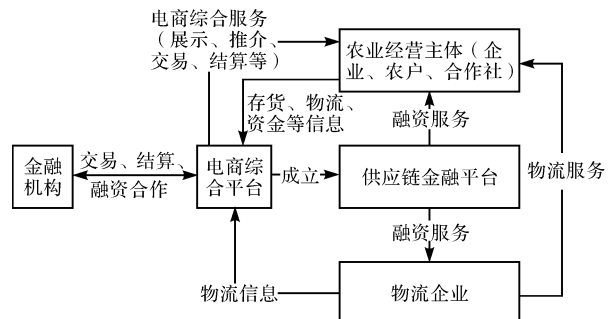 电商综合服务
（展示、推介、
交易、结算等）
农业经营主体（企
业、农户、合作社）
存货、物流、
资金等信息
融资服务
金融
机构
交易、结算、
融资合作
电商综
合平台
成立
供应链金融平台
物流服务
融资服务
物流信息
物流企业